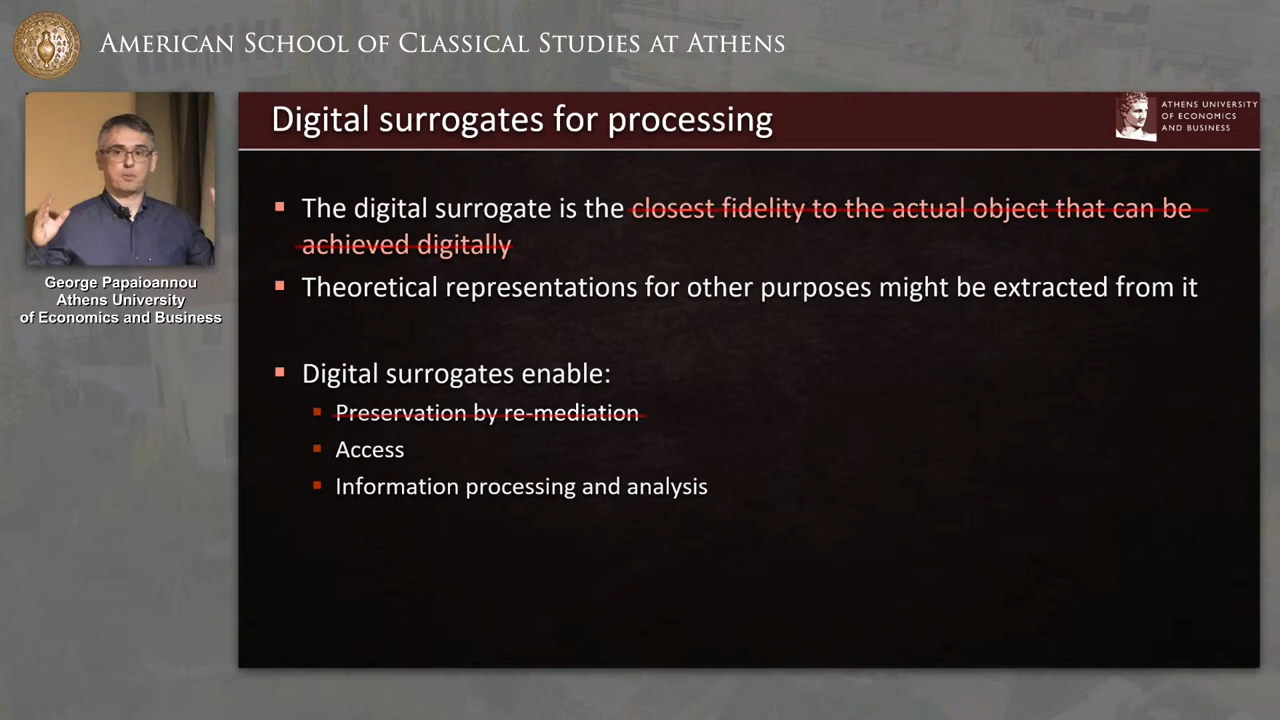 AMERICAN SCHOOL OF CLASSICAL STUDIES AT ATHENS
Digital surrogates for processing
ATHENS UNIVERSITY
OF ECONOMICS
AND BUSINESS
The digital surrogate is the closest fidelity to the actual object that can be
achieved digitally
Theoretical representations for other purposes might be extracted from it
Digital surrogates enable:
Preservation by re-mediation
Access
Information processing and analysis
George Papaioannou
Athens University
of Economics and Business